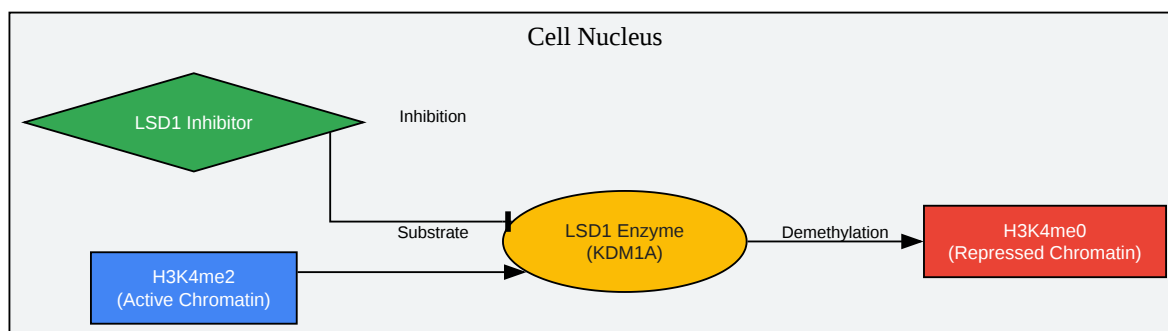 Cell Nucleus
LSD1 Inhibitor
Inhibition
Substrate
LSD1 Enzyme
(KDM1A)
Demethylation
H3K4me0
(Repressed Chromatin)
H3K4me2
(Active Chromatin)